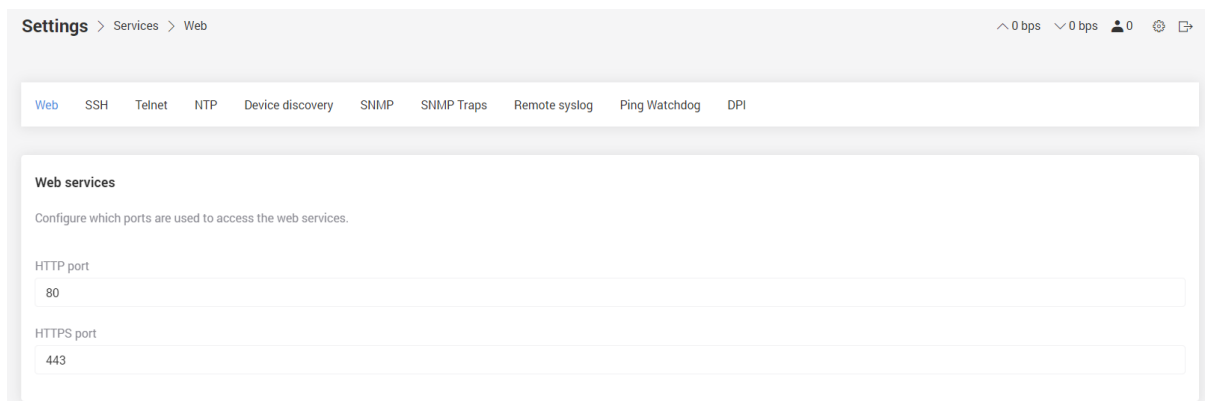 Settings > Services > Web 0 bps 0 bps 0
Web SSH Telnet NTP Device discovery SNMP SNMP Traps Remote syslog Ping Watchdog DPI
Web services
Configure which ports are used to access the web services.
HTTP port
80
HTTPS port
443